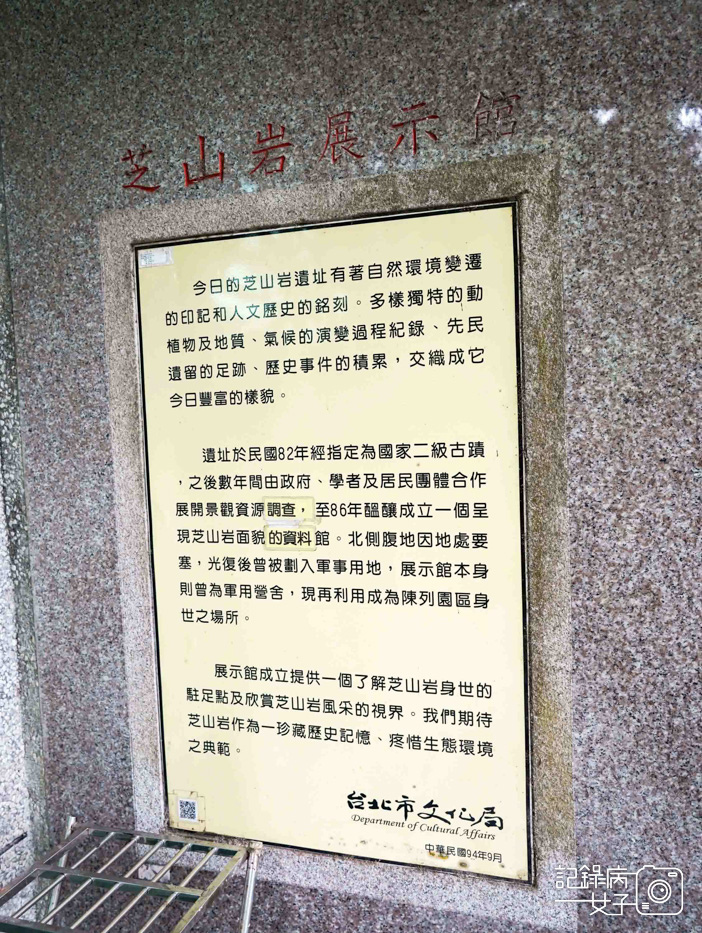 芝山岩展示館
今日的芝山岩遺址有著自然環境變遷
的印記和人文歷史的銘刻。多樣獨特的動
植物及地質、氣候的演變過程紀錄、先民
遺留的足跡、歷史事件的積累，交織成它
今日豐富的樣貌。
遺址於民國82年經指定為國家二級古蹟
，之後數年間由政府、學者及居民團體合作
展開景觀資源調查，至86年醞釀成立一個呈
現芝山岩面貌的資料館。北側腹地因地處要
塞，光復後曾被劃入軍事用地，展示館本身
則曾為軍用營舍，現再利用成為陳列園區身
世之場所。
展示館成立提供一個了解芝山岩身世的
駐足點及欣賞芝山岩風采的視界。我們期待
芝山岩作為一珍藏歷史記憶、疼惜生態環境
之典範。
台北市文化局
Department of Cultural Affairs
中華民國94年9月
記錄病
一女子